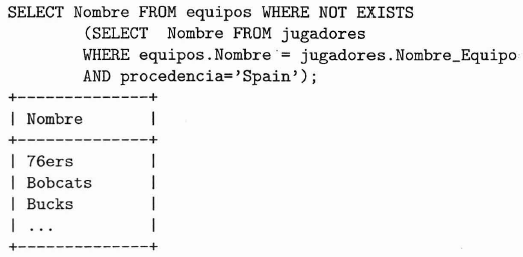 SELECT Nombre FROM equipos WHERE NOT EXISTS
(SELECT  Nombre FROM jugadores
WHERE equipos.Nombre = jugadores.Nombre_Equipo
AND procedencia='Spain');
+--------------+
| Nombre       |
+--------------+
| 76ers        |
| Bobcats      |
| Bucks        |
| ...          |
+--------------+